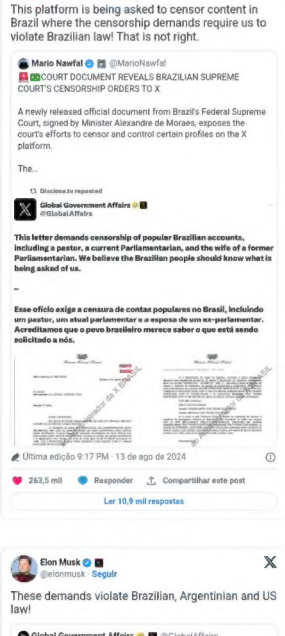 This platform is being asked to censor content in
Brazil where the censorship demands require us to
violate Brazilian law! That is not right.
Mario Nawfal @MarioNawfal
COURT DOCUMENT REVEALS BRAZILIAN SUPREME
COURT'S CENSORSHIP ORDERS TO X
A newly released official document from Brazil's Federal Supreme
Court, signed by Minister Alexandre de Moraes, exposes the
court's efforts to censor and control certain profiles on the X
platform.
The...
Disclose.tv reposted
Global Government Affairs
@GlobalAffairs
This letter demands censorship of popular Brazilian accounts,
including a pastor, a current Parliamentarian, and the wife of a former
Parliamentarian. We believe the Brazilian people should know what is
being asked of us.
--
Esse ofício exige a censura de contas populares no Brasil, incluindo
um pastor, um atual parlamentar e a esposa de um ex-parlamentar.
Acreditamos que o povo brasileiro merece saber o que está sendo
solicitado a nós.
Última edição 9:17 PM · 13 de ago de 2024
263,5 mil Responder Compartilhar este post
Ler 10,9 mil respostas
Elon Musk
@elonmusk · Seguir
These demands violate Brazilian, Argentinian and US
law!
Global Government Affairs @GlobalAffairs